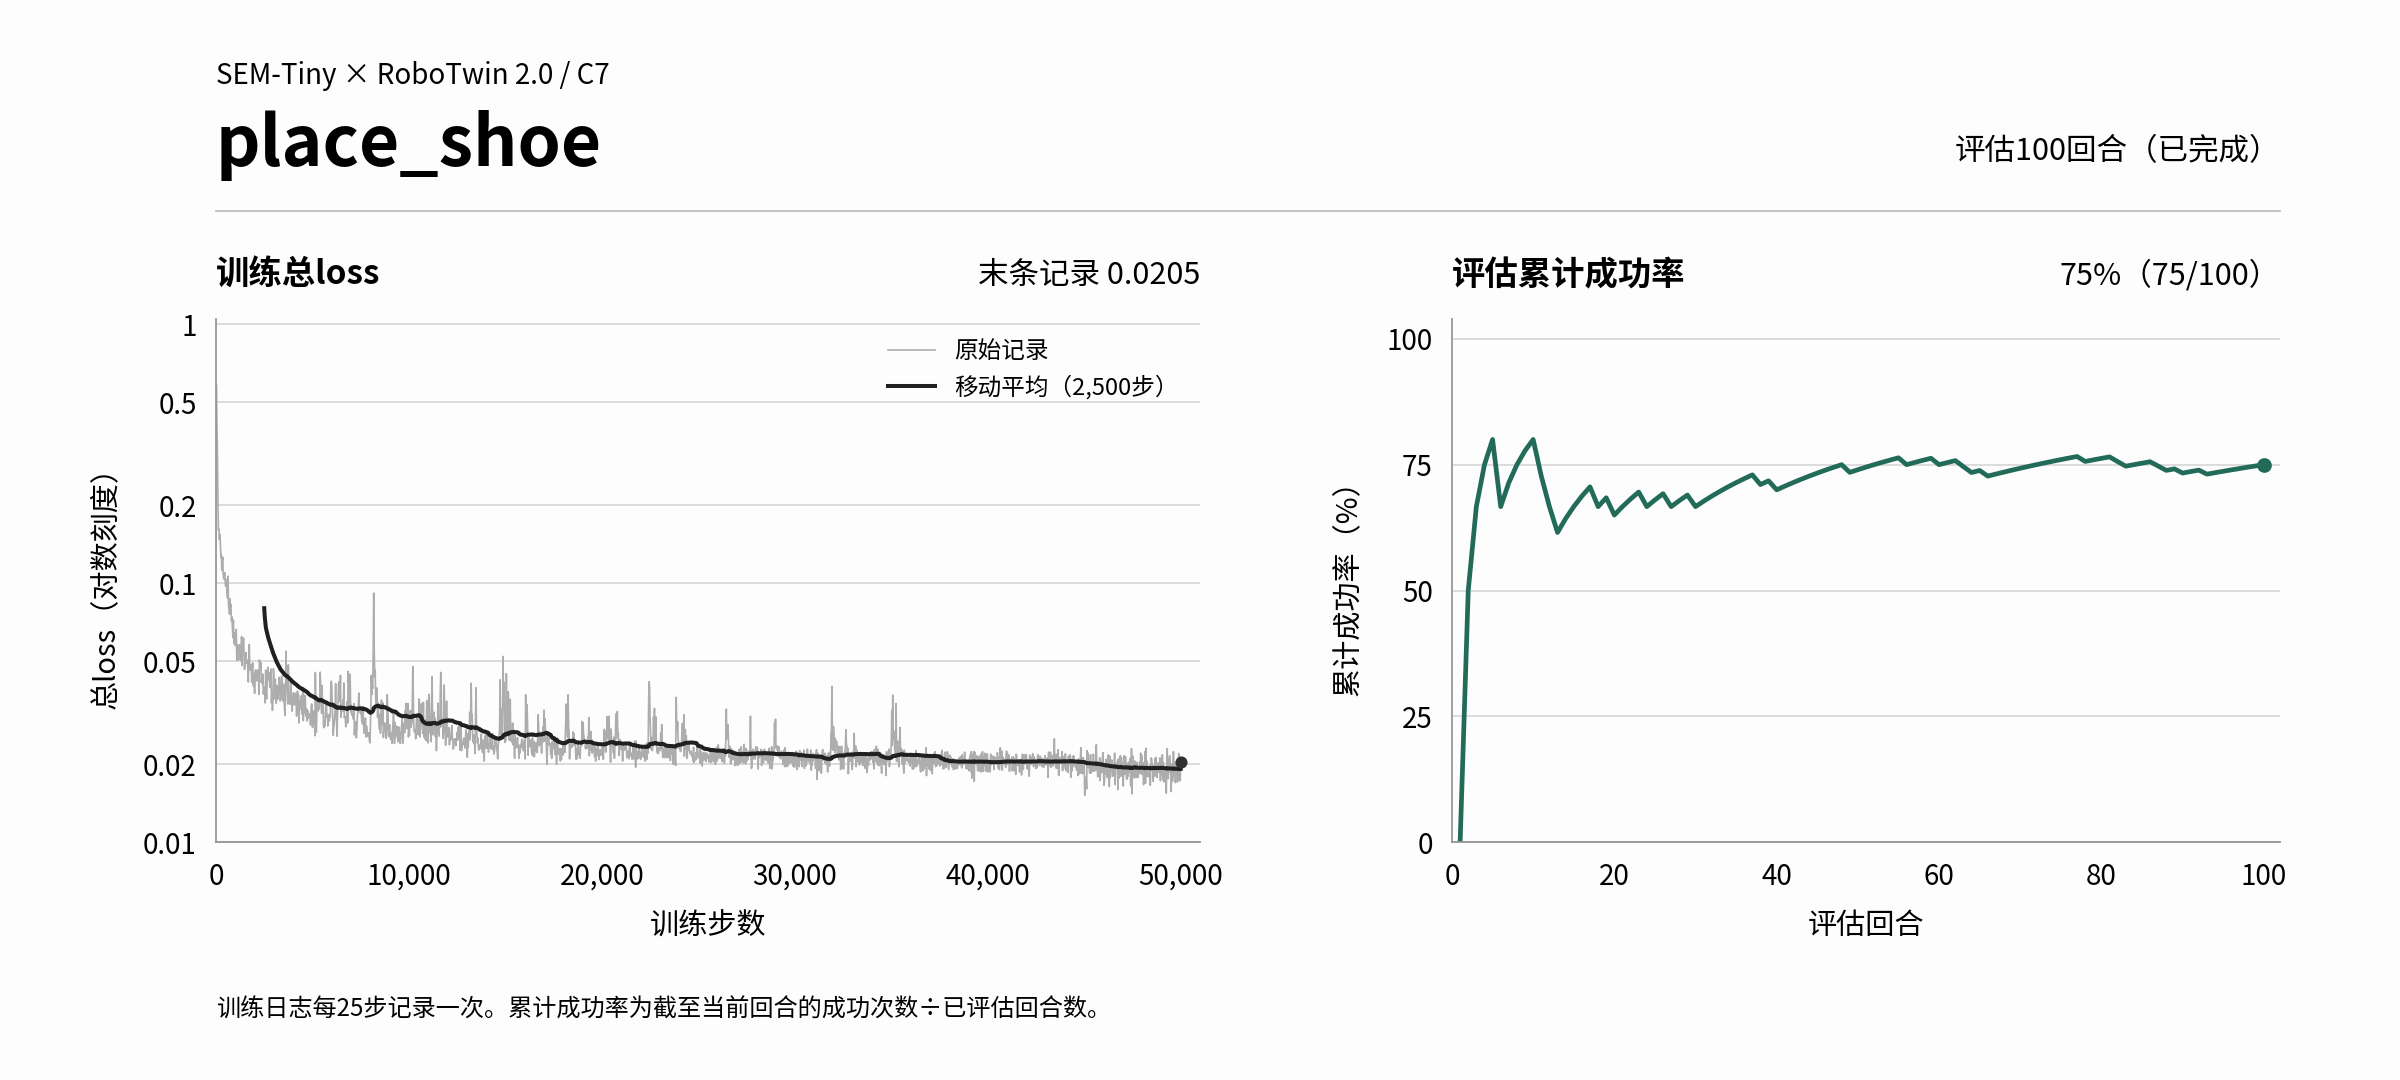 SEM-Tiny × RoboTwin 2.0 / C7
place_shoe
评估100回合（已完成）
训练总loss
末条记录 0.0205
原始记录
移动平均（2,500步）
总loss（对数刻度）
1
0.5
0.2
0.1
0.05
0.02
0.01
0
10,000
20,000
30,000
40,000
50,000
训练步数
评估累计成功率
75%（75/100）
累计成功率（%）
100
75
50
25
0
0
20
40
60
80
100
评估回合
训练日志每25步记录一次。累计成功率为截至当前回合的成功次数÷已评估回合数。